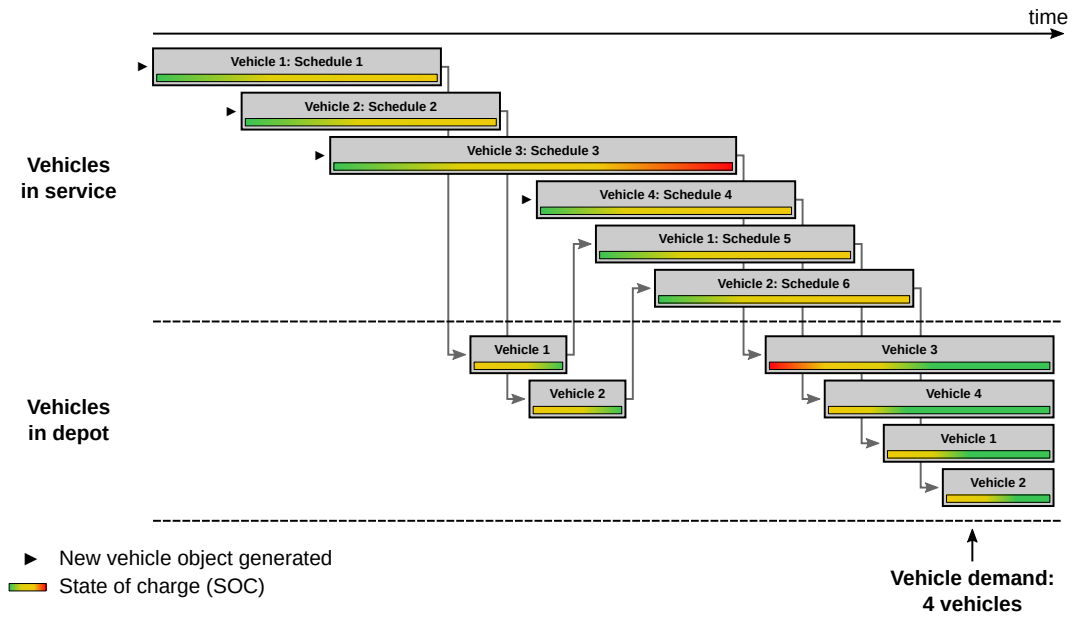 time
Vehicle 1: Schedule 1
Vehicle 2: Schedule 2
Vehicle 3: Schedule 3
Vehicles
in service
Vehicle 4: Schedule 4
Vehicle 1: Schedule 5
Vehicle 2: Schedule 6
Vehicle 1
Vehicle 3
Vehicle 2
Vehicle 4
Vehicles
in depot
Vehicle 1
Vehicle 2
New vehicle object generated
State of charge (SOC)
Vehicle demand:
4 vehicles